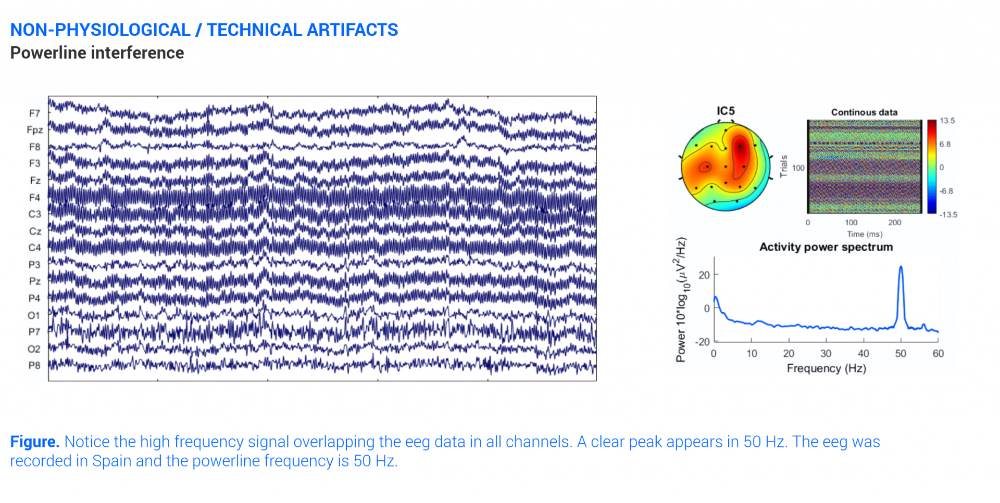 NON-PHYSIOLOGICAL / TECHNICAL ARTIFACTS
Powerline interference
F7
Fpz
F8
F3
Fz
F4
C3
Cz
C4
P3
Pz
P4
O1
P7
O2
P8
IC5
Continous data
Trials
100
0 100 200
Time (ms)
13.5
6.8
0
-6.8
-13.5
Activity power spectrum
Power 10*log10(μV2/Hz)
20
0
-20
0 10 20 30 40 50 60
Frequency (Hz)
Figure. Notice the high frequency signal overlapping the eeg data in all channels. A clear peak appears in 50 Hz. The eeg was
recorded in Spain and the powerline frequency is 50 Hz.